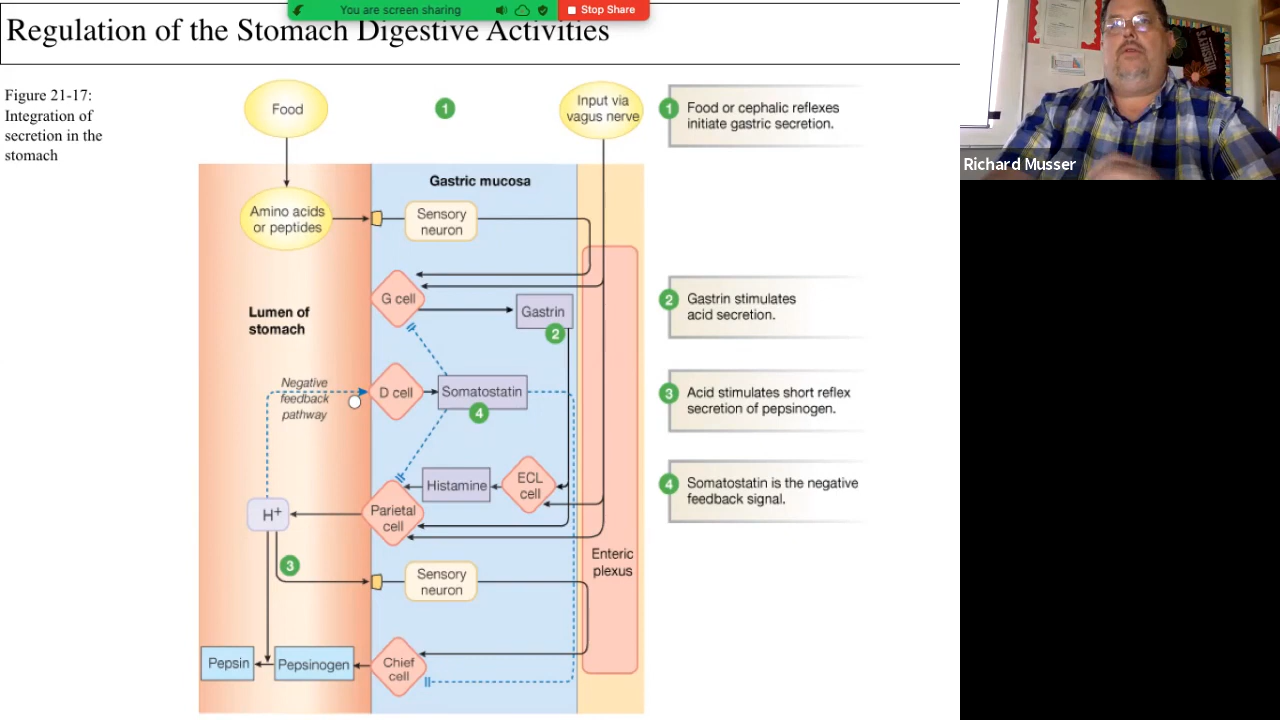 You are screen sharing
Stop Share
Regulation of the Stomach Digestive Activities
Figure 21-17:
Integration of
secretion in the
stomach
Food
1
Input via
vagus nerve
1
Food or cephalic reflexes
initiate gastric secretion.
Richard Musser
HERSHEY'S
Gastric mucosa
Amino acids
or peptides
Sensory
neuron
G cell
Gastrin
2
2
Gastrin stimulates
acid secretion.
Lumen of
stomach
Negative
feedback
pathway
D cell
Somatostatin
4
3
Acid stimulates short reflex
secretion of pepsinogen.
Histamine
ECL
cell
4
Somatostatin is the negative
feedback signal.
H+
Parietal
cell
3
Sensory
neuron
Enteric
plexus
Pepsin
Pepsinogen
Chief
cell